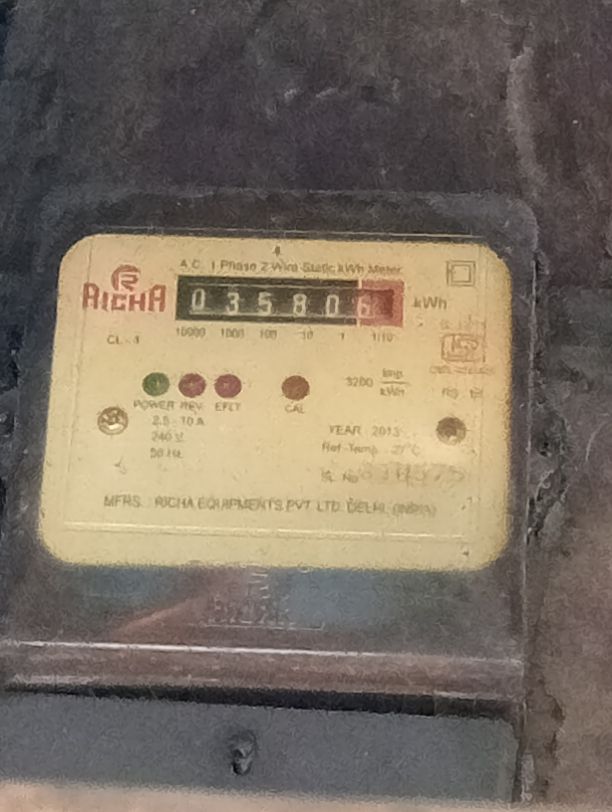 A.C. 1 Phase 2 Wire Static kWh Meter
RICHA
035806 kWh
10000 1000 100 10 1 1/10
POWER REV EFLT CAL
3200 Imp/kWh
2.5-10 A
240 V
50 Hz
YEAR 2013
Ref. Temp. 27°C
Sl. No.
MFRS. RICHA EQUIPMENTS PVT. LTD. DELHI, (INDIA)